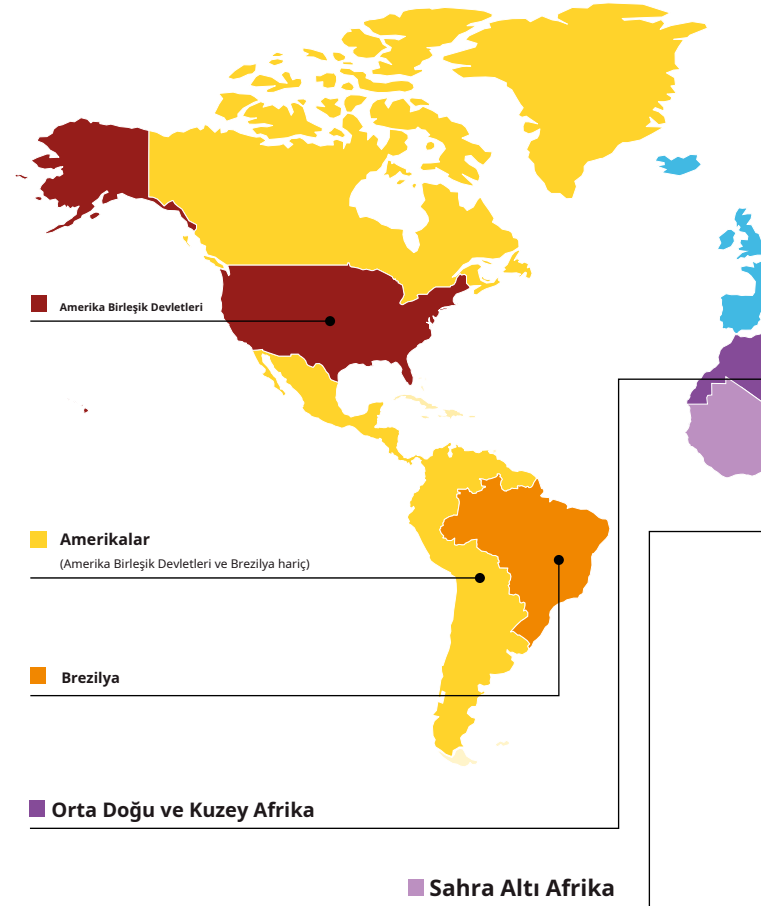 Amerika Birleşik Devletleri
Amerikalar
(Amerika Birleşik Devletleri ve Brezilya hariç)
Brezilya
Orta Doğu ve Kuzey Afrika
Sahra Altı Afrika